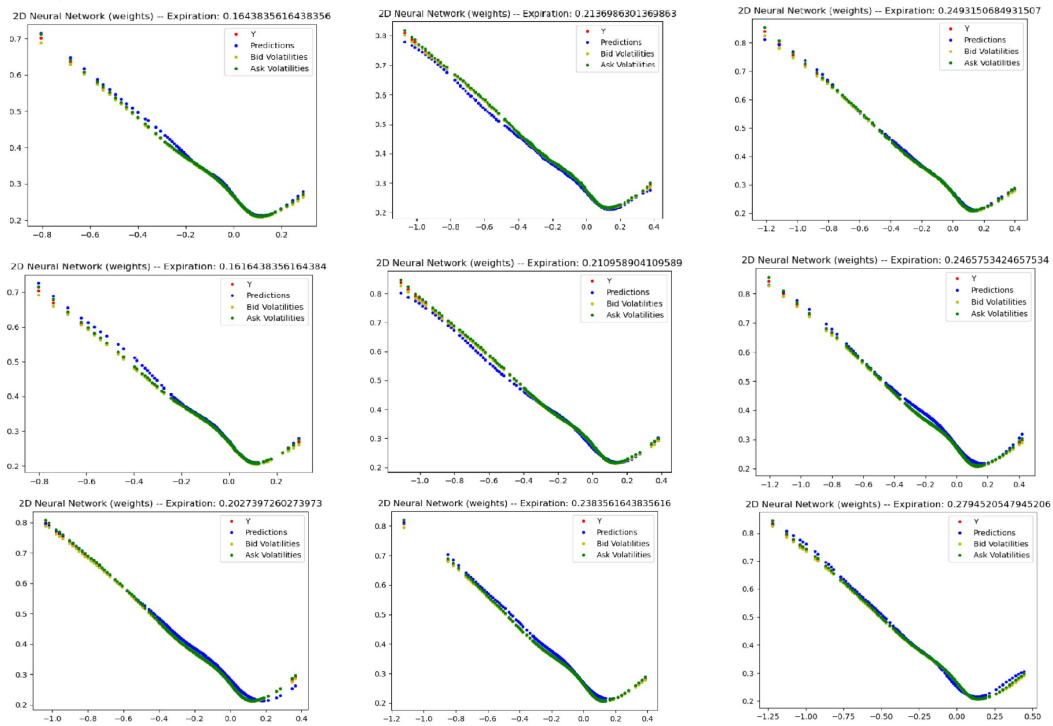 2D Neural Network (weights) -- Expiration: 0.1643835616438356
Y
Predictions
Bid Volatilities
Ask Volatilities
0.7
0.6
0.5
0.4
0.3
0.2
−0.8 −0.6 −0.4 −0.2 0.0 0.2
2D Neural Network (weights) -- Expiration: 0.2136986301369863
Y
Predictions
Bid Volatilities
Ask Volatilities
0.8
0.7
0.6
0.5
0.4
0.3
0.2
−1.0 −0.8 −0.6 −0.4 −0.2 0.0 0.2 0.4
2D Neural Network (weights) -- Expiration: 0.2493150684931507
Y
Predictions
Bid Volatilities
Ask Volatilities
0.8
0.7
0.6
0.5
0.4
0.3
0.2
−1.2 −1.0 −0.8 −0.6 −0.4 −0.2 0.0 0.2 0.4
2D Neural Network (weights) -- Expiration: 0.1616438356164384
Y
Predictions
Bid Volatilities
Ask Volatilities
0.7
0.6
0.5
0.4
0.3
0.2
−0.8 −0.6 −0.4 −0.2 0.0 0.2
2D Neural Network (weights) -- Expiration: 0.210958904109589
Y
Predictions
Bid Volatilities
Ask Volatilities
0.8
0.7
0.6
0.5
0.4
0.3
0.2
−1.0 −0.8 −0.6 −0.4 −0.2 0.0 0.2 0.4
2D Neural Network (weights) -- Expiration: 0.2465753424657534
Y
Predictions
Bid Volatilities
Ask Volatilities
0.8
0.7
0.6
0.5
0.4
0.3
0.2
−1.2 −1.0 −0.8 −0.6 −0.4 −0.2 0.0 0.2 0.4
2D Neural Network (weights) -- Expiration: 0.2027397260273973
Y
Predictions
Bid Volatilities
Ask Volatilities
0.8
0.7
0.6
0.5
0.4
0.3
0.2
−1.0 −0.8 −0.6 −0.4 −0.2 0.0 0.2 0.4
2D Neural Network (weights) -- Expiration: 0.2383561643835616
Y
Predictions
Bid Volatilities
Ask Volatilities
0.8
0.7
0.6
0.5
0.4
0.3
0.2
−1.0 −0.8 −0.6 −0.4 −0.2 0.0 0.2 0.4
2D Neural Network (weights) -- Expiration: 0.2794520547945206
Y
Predictions
Bid Volatilities
Ask Volatilities
0.8
0.7
0.6
0.5
0.4
0.3
0.2
−1.25 −1.00 −0.75 −0.50 −0.25 0.00 0.25 0.50